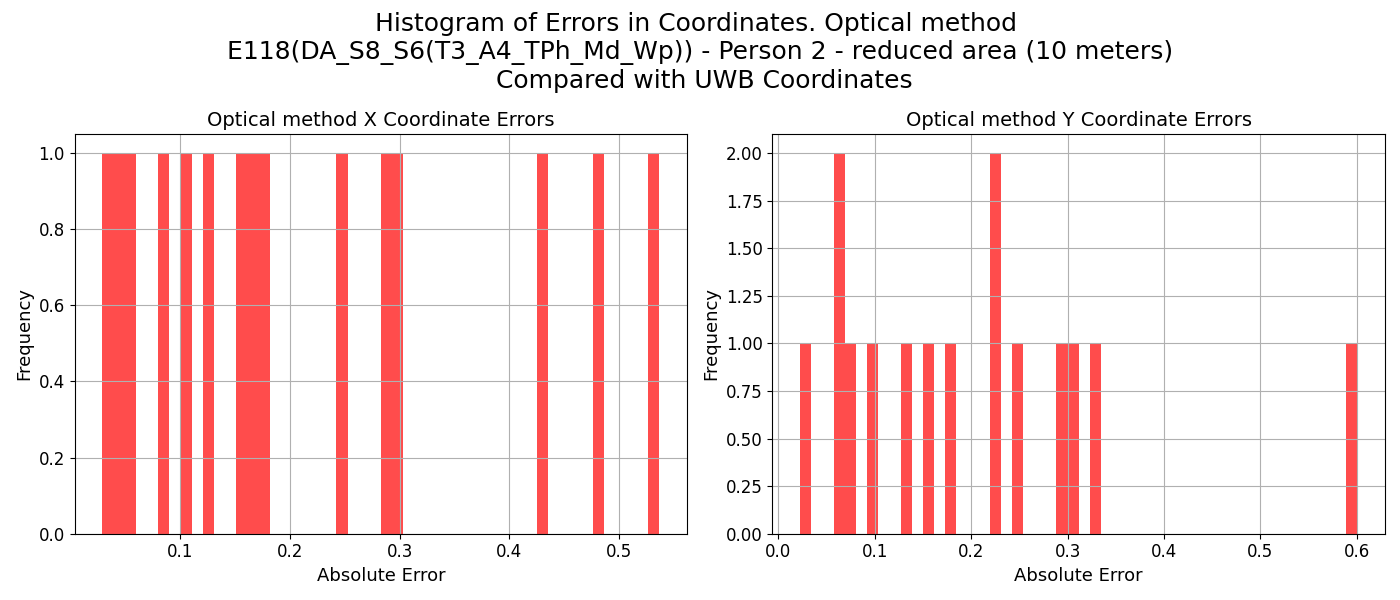 Histogram of Errors in Coordinates. Optical method
E118(DA_S8_S6(T3_A4_TPh_Md_Wp)) - Person 2 - reduced area (10 meters)
Compared with UWB Coordinates
Optical method X Coordinate Errors
1.0
0.8
0.6
0.4
0.2
0.0
Frequency
0.1 0.2 0.3 0.4 0.5
Absolute Error
Optical method Y Coordinate Errors
2.00
1.75
1.50
1.25
1.00
0.75
0.50
0.25
0.00
Frequency
0.0 0.1 0.2 0.3 0.4 0.5 0.6
Absolute Error